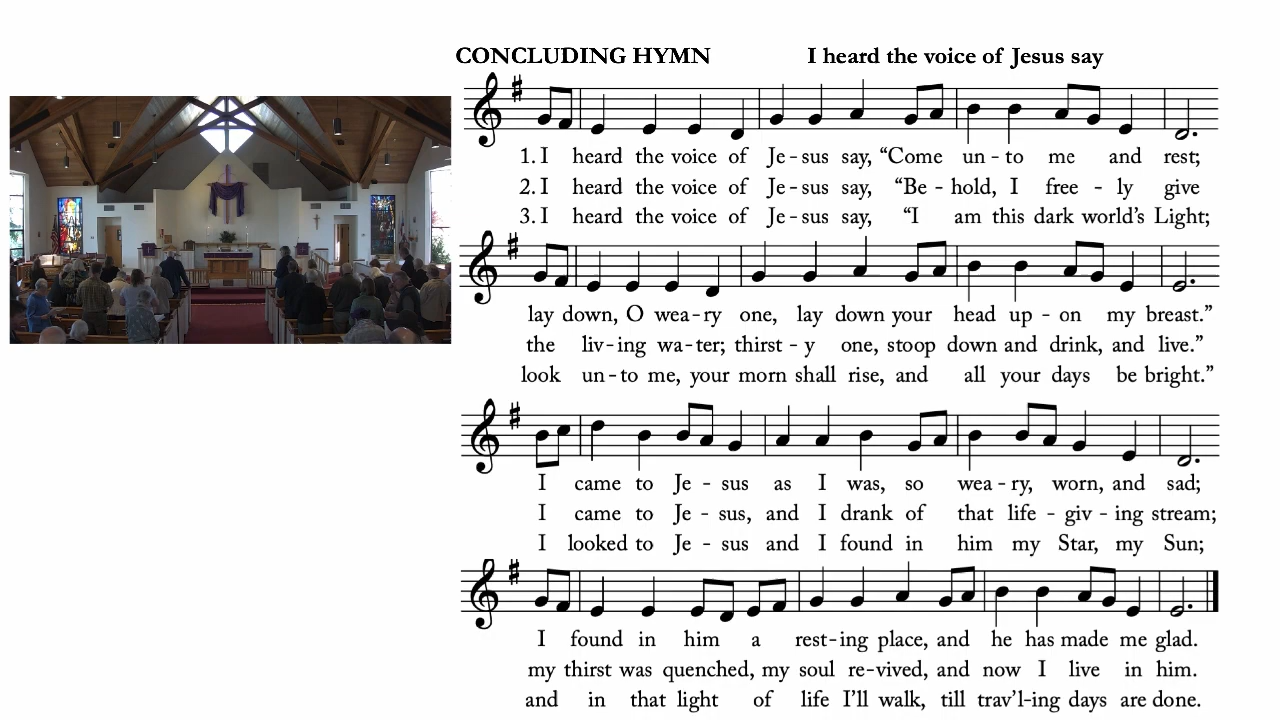 CONCLUDING HYMN I heard the voice of Jesus say
1. I heard the voice of Je - sus say, “Come un - to me and rest;
2. I heard the voice of Je - sus say, “Be - hold, I free - ly give
3. I heard the voice of Je - sus say, “I am this dark world’s Light;
lay down, O wea - ry one, lay down your head up - on my breast.”
the liv - ing wa - ter; thirst - y one, stoop down and drink, and live.”
look un - to me, your morn shall rise, and all your days be bright.”
I came to Je - sus as I was, so wea - ry, worn, and sad;
I came to Je - sus, and I drank of that life - giv - ing stream;
I looked to Je - sus and I found in him my Star, my Sun;
I found in him a rest - ing place, and he has made me glad.
my thirst was quenched, my soul re - vived, and now I live in him.
and in that light of life I’ll walk, till trav’l - ing days are done.